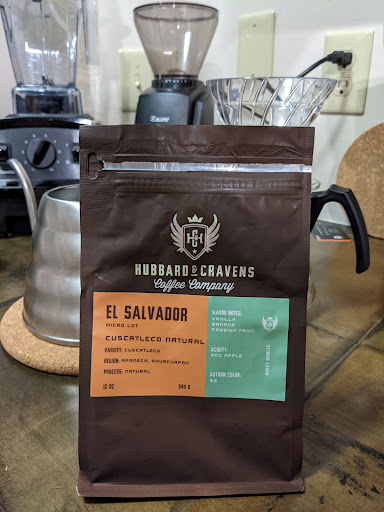 HUBBARD & CRAVENS
Coffee Company
EL SALVADOR
MICRO LOT
CUSCATLECO NATURAL
VARIETY: CUSCATLECO
REGION: APANECA, AHUACHAPAN
PROCESS: NATURAL
12 OZ 340 G
FLAVOR NOTES:
VANILLA
BANANA
PASSION FRUIT
ACIDITY:
RED APPLE
AGTRON COLOR: